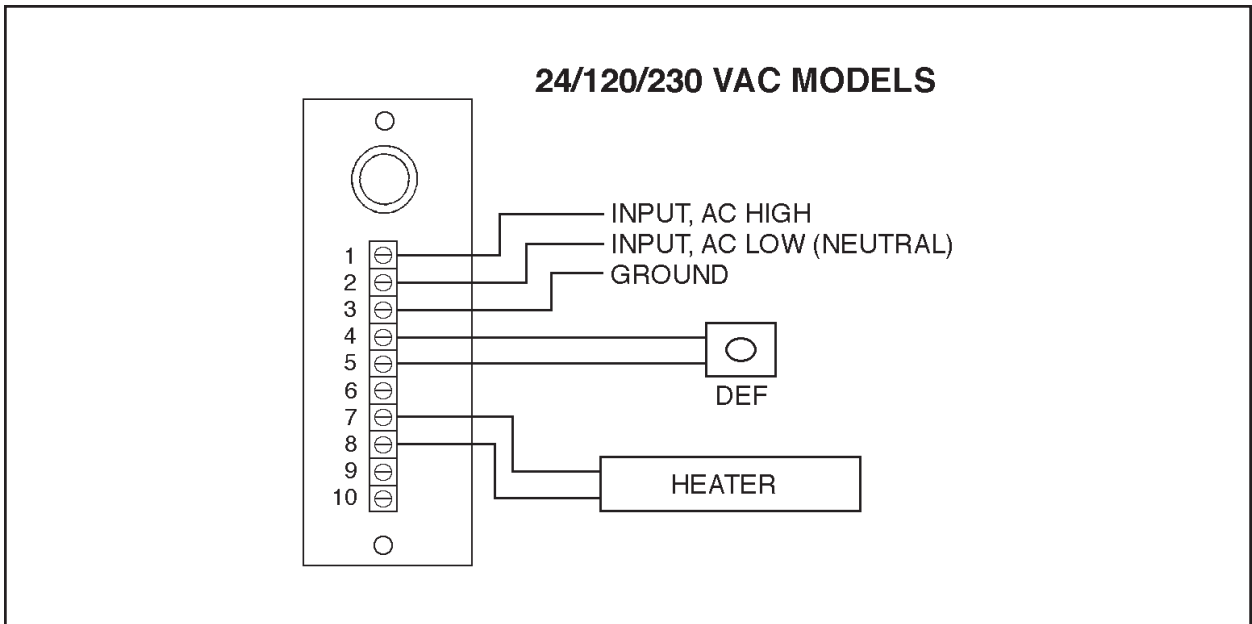 24/120/230 VAC MODELS
INPUT, AC HIGH
INPUT, AC LOW (NEUTRAL)
GROUND
1
2
3
4
5
6
7
8
9
10
DEF
HEATER